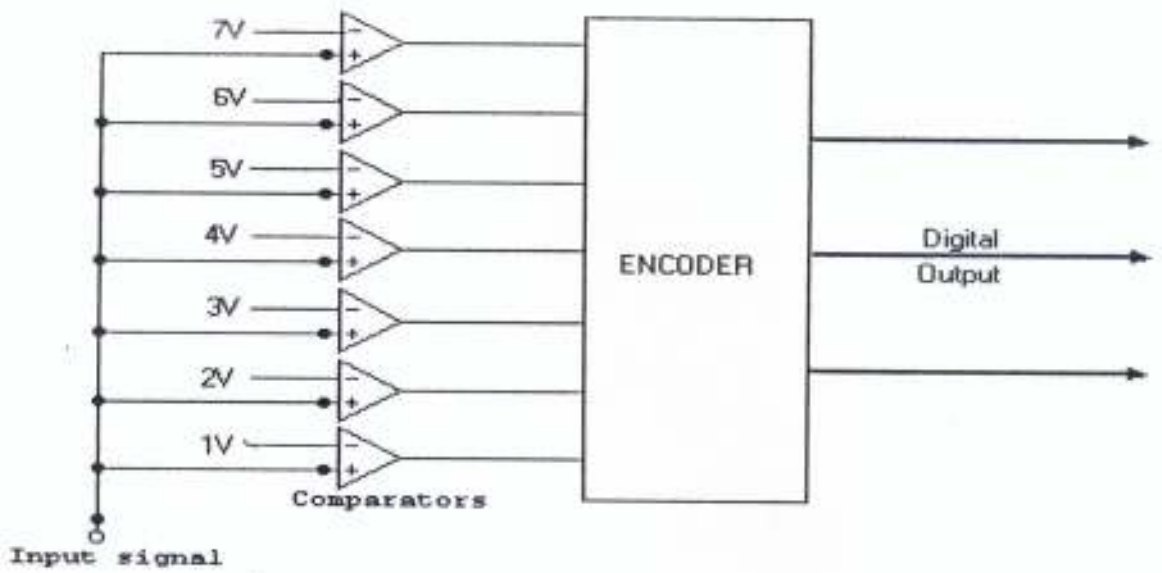 7V
6V
5V
4V
3V
2V
1V
ENCODER
Digital
Output
Comparators
Input signal